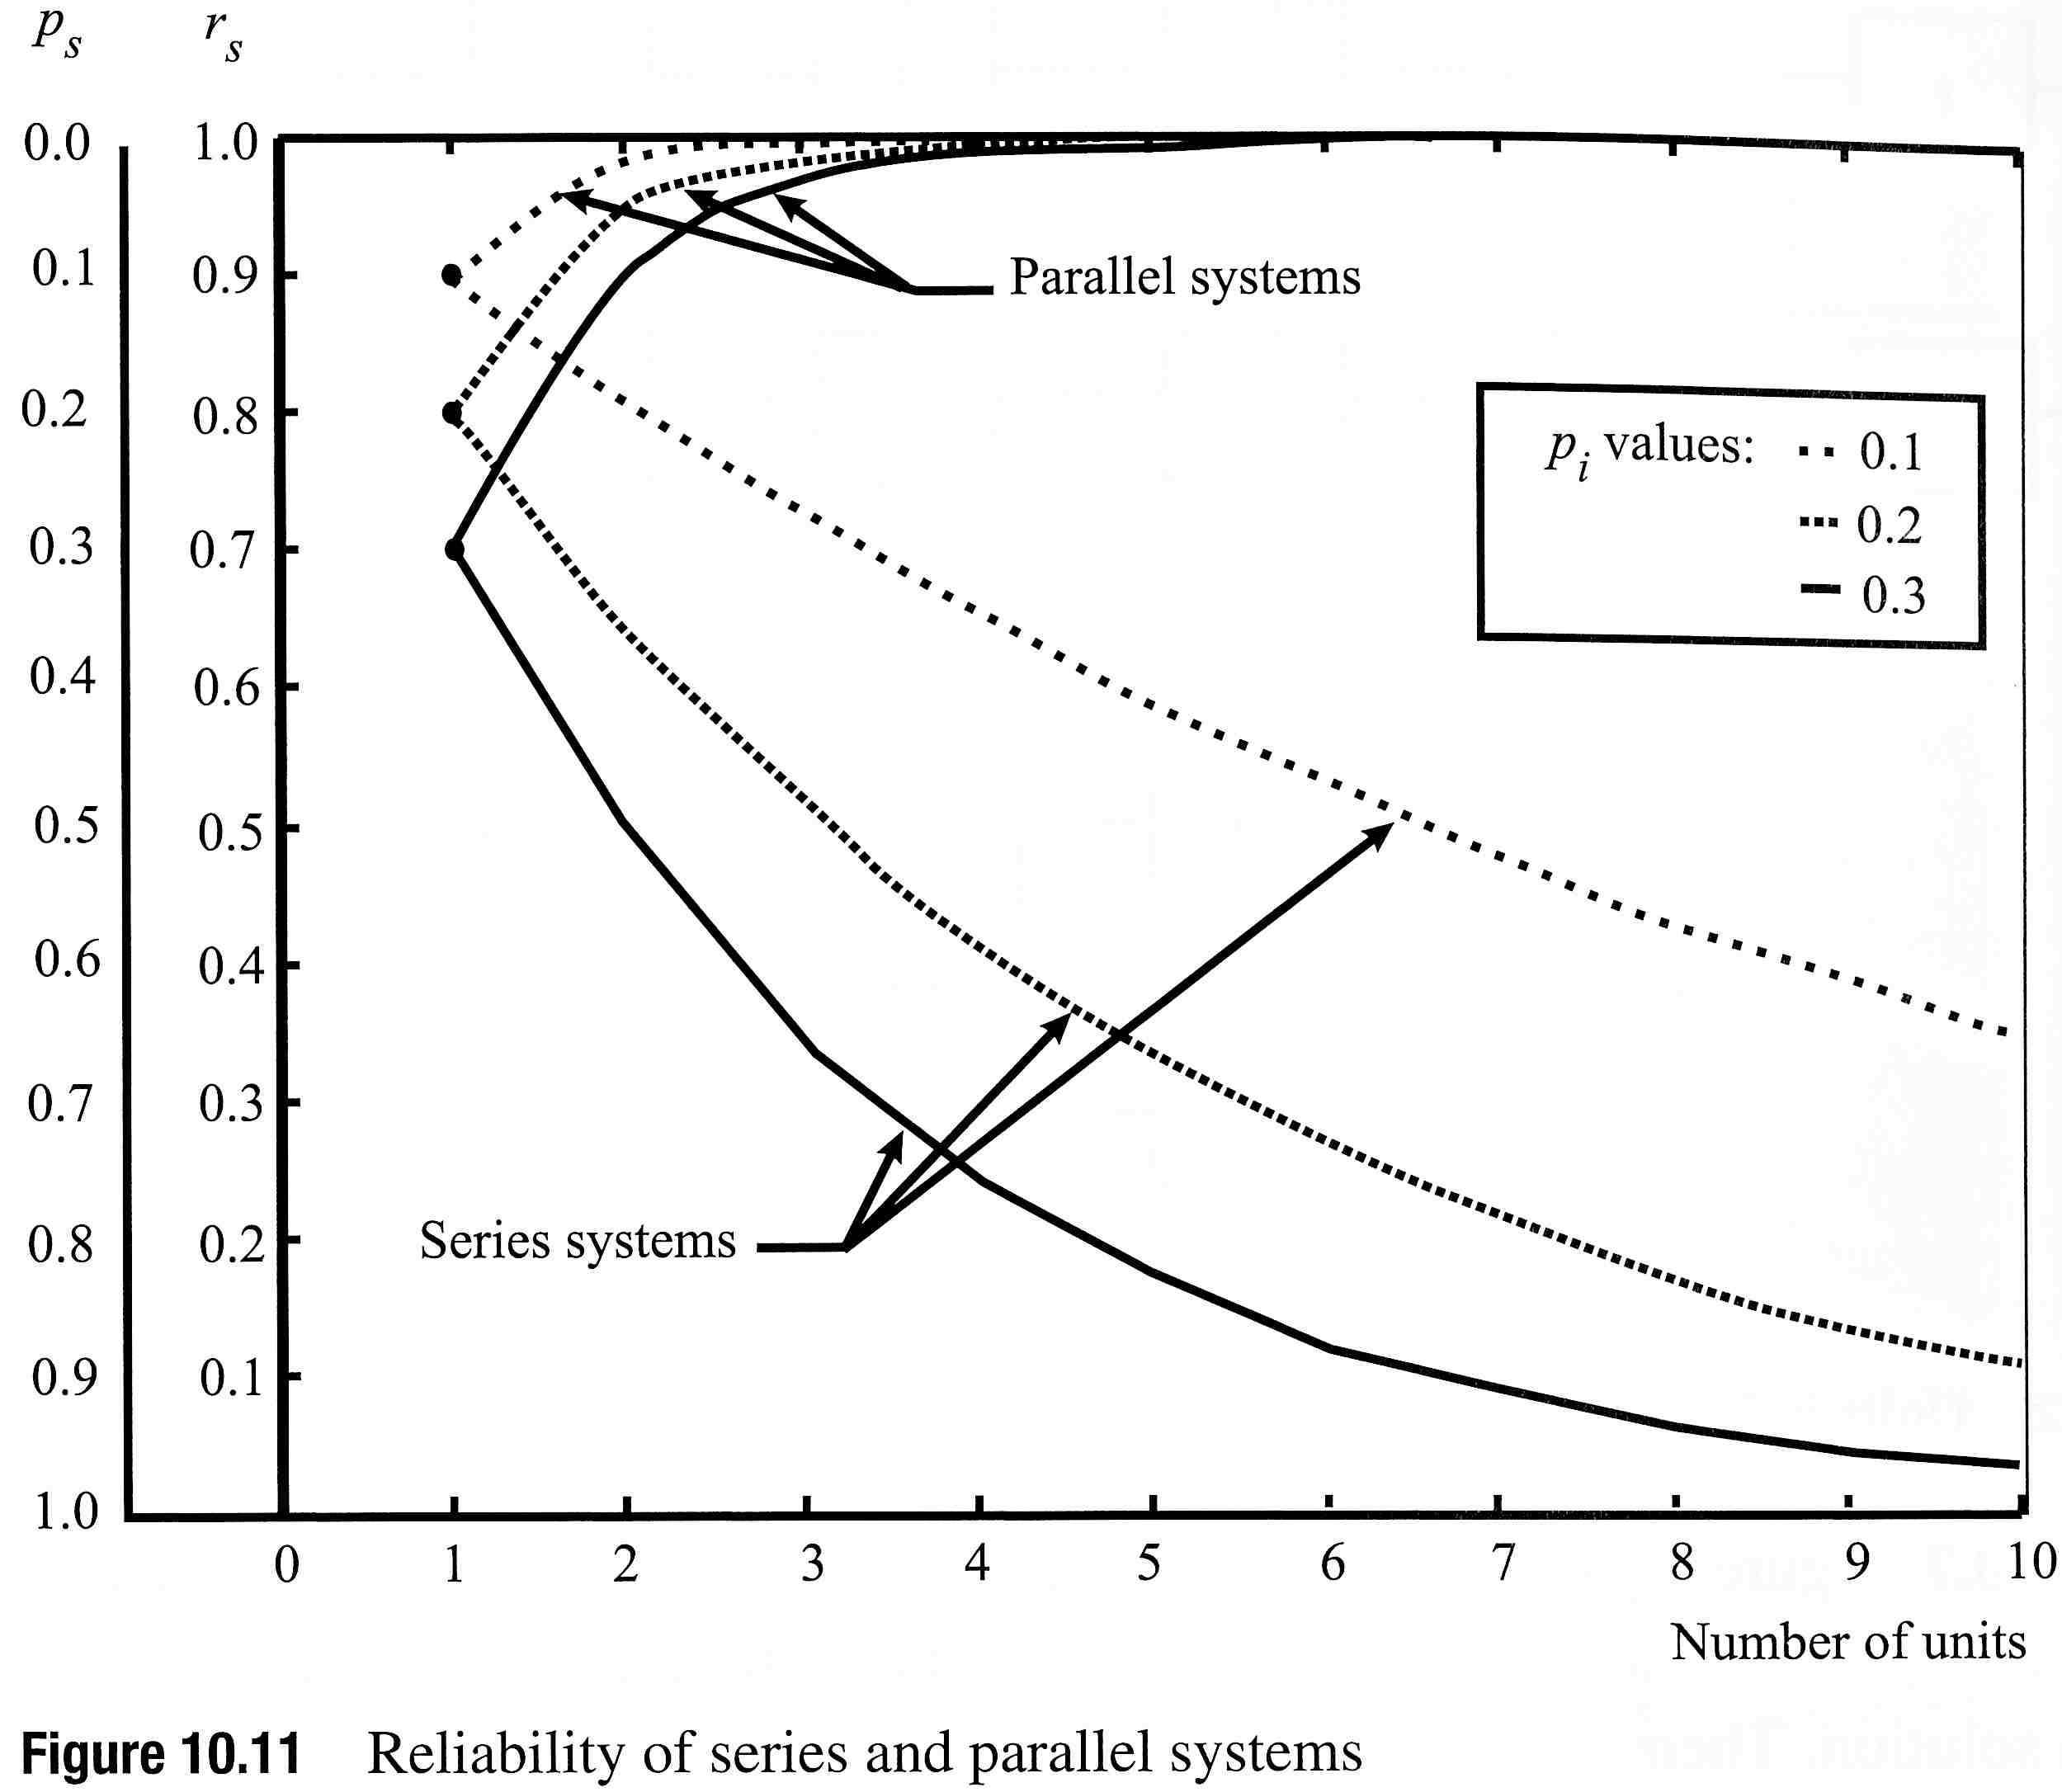 p_s r_s
0.0 1.0
0.1 0.9
Parallel systems
0.2 0.8
p_i values: 0.1
0.2
0.3
0.3 0.7
0.4 0.6
0.5 0.5
0.6 0.4
0.7 0.3
0.8 0.2
Series systems
0.9 0.1
1.0
0 1 2 3 4 5 6 7 8 9 10
Number of units
Figure 10.11 Reliability of series and parallel systems